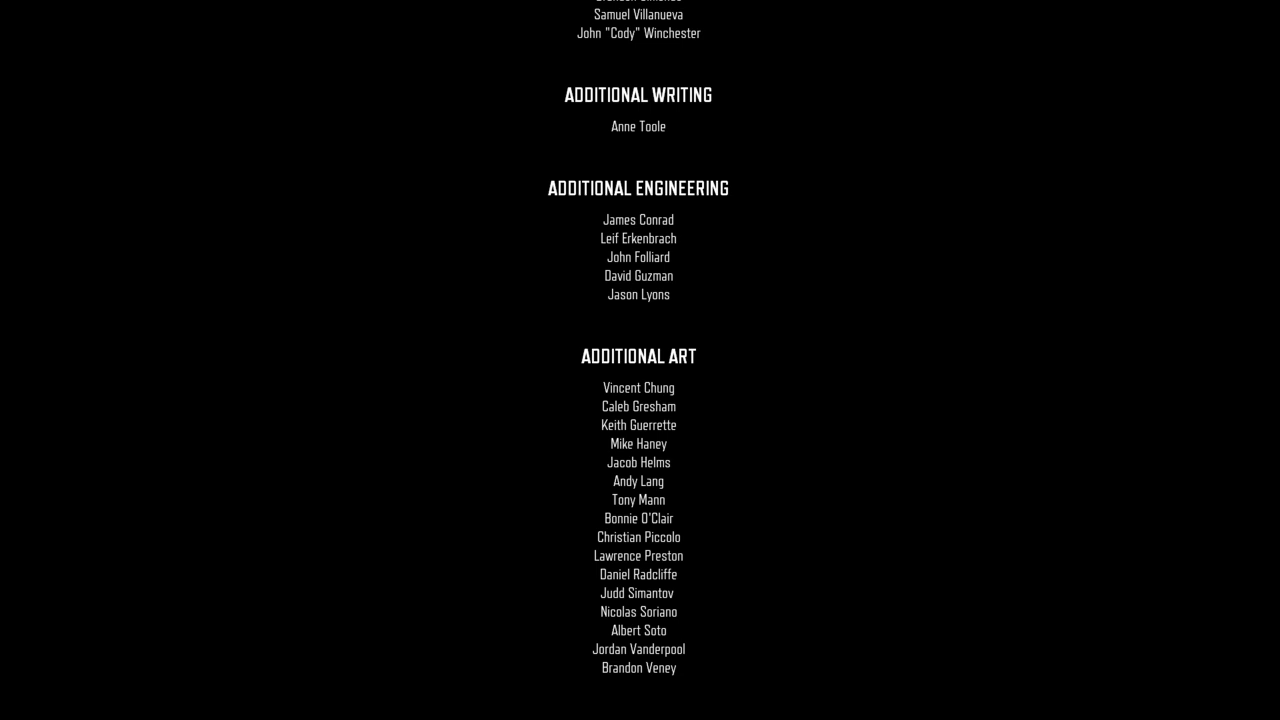 Samuel Villanueva
John "Cody" Winchester
ADDITIONAL WRITING
Anne Toole
ADDITIONAL ENGINEERING
James Conrad
Leif Erkenbrach
John Folliard
David Guzman
Jason Lyons
ADDITIONAL ART
Vincent Chung
Caleb Gresham
Keith Guerrette
Mike Haney
Jacob Helms
Andy Lang
Tony Mann
Bonnie O'Clair
Christian Piccolo
Lawrence Preston
Daniel Radcliffe
Judd Simantov
Nicolas Soriano
Albert Soto
Jordan Vanderpool
Brandon Veney